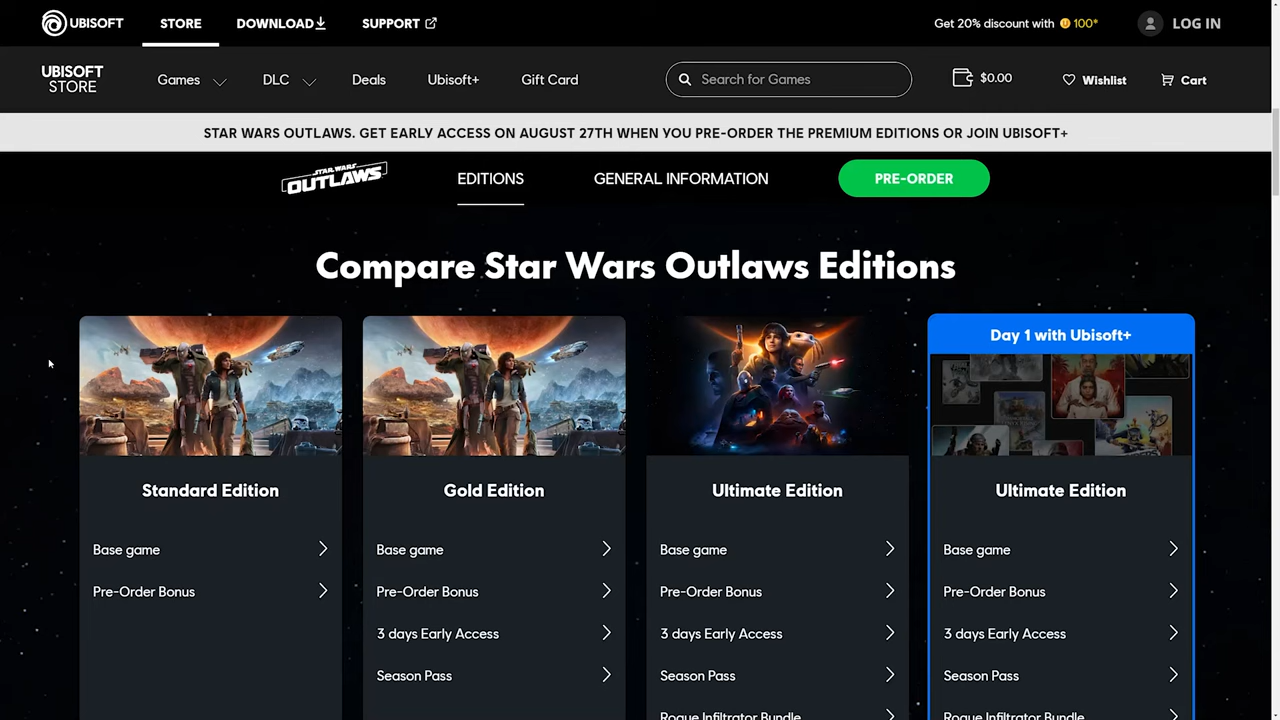 UBISOFT STORE DOWNLOAD SUPPORT Get 20% discount with 100* LOG IN
UBISOFT
STORE
Games DLC Deals Ubisoft+ Gift Card Search for Games $0.00 Wishlist Cart
STAR WARS OUTLAWS. GET EARLY ACCESS ON AUGUST 27TH WHEN YOU PRE-ORDER THE PREMIUM EDITIONS OR JOIN UBISOFT+
STAR WARS
OUTLAWS
EDITIONS GENERAL INFORMATION PRE-ORDER
Compare Star Wars Outlaws Editions
Standard Edition
Base game
Pre-Order Bonus
Gold Edition
Base game
Pre-Order Bonus
3 days Early Access
Season Pass
Ultimate Edition
Base game
Pre-Order Bonus
3 days Early Access
Season Pass
Rogue Infiltrator Bundle
Day 1 with Ubisoft+
Ultimate Edition
Base game
Pre-Order Bonus
3 days Early Access
Season Pass
Rogue Infiltrator Bundle